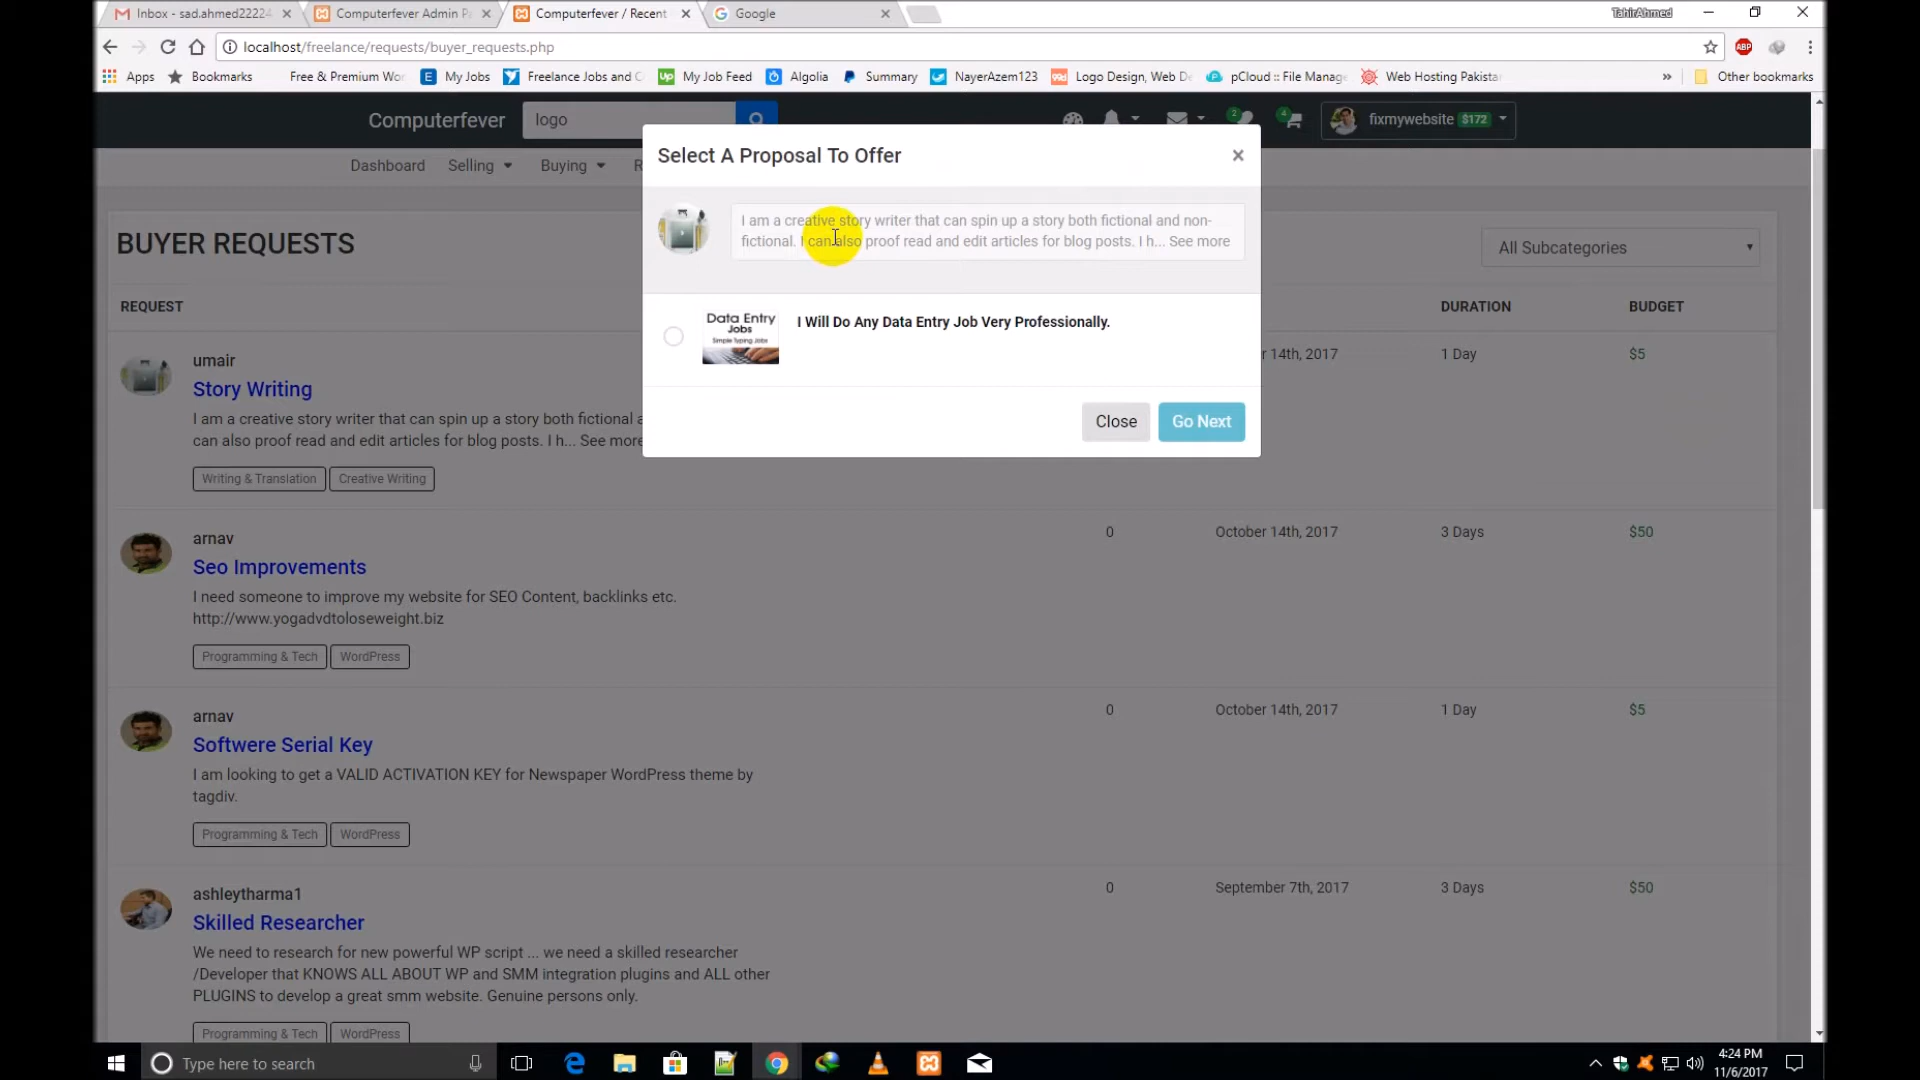 Inbox - sad.ahmed22224
Computerfever Admin Pa
Computerfever / Recent
Google
TahirAhmed
localhost/freelance/requests/buyer_requests.php
ABP
Apps
Bookmarks
Free & Premium Wo
My Jobs
Freelance Jobs and C
My Job Feed
Algolia
Summary
NayerAzem123
Logo Design, Web De
pCloud :: File Manag
Web Hosting Pakistan
»
Other bookmarks
Computerfever
logo
2
4
fixmywebsite $172
Dashboard
Selling
Buying
R
Select A Proposal To Offer
×
I am a creative story writer that can spin up a story both fictional and non-
fictional. I can also proof read and edit articles for blog posts. I h... See more
Data Entry
Jobs
Simple Typing Jobs
I Will Do Any Data Entry Job Very Professionally.
Close
Go Next
BUYER REQUESTS
All Subcategories
REQUEST
DURATION
BUDGET
umair
Story Writing
I am a creative story writer that can spin up a story both fictional a
can also proof read and edit articles for blog posts. I h... See more
Writing & Translation
Creative Writing
r 14th, 2017
1 Day
$5
arnav
Seo Improvements
I need someone to improve my website for SEO Content, backlinks etc.
http://www.yogadvdtoloseweight.biz
Programming & Tech
WordPress
0
October 14th, 2017
3 Days
$50
arnav
Softwere Serial Key
I am looking to get a VALID ACTIVATION KEY for Newspaper WordPress theme by
tagdiv.
Programming & Tech
WordPress
0
October 14th, 2017
1 Day
$5
ashleytharma1
Skilled Researcher
We need to research for new powerful WP script ... we need a skilled researcher
/Developer that KNOWS ALL ABOUT WP and SMM integration plugins and ALL other
PLUGINS to develop a great smm website. Genuine persons only.
Programming & Tech
WordPress
0
September 7th, 2017
3 Days
$50
Type here to search
4:24 PM
11/6/2017